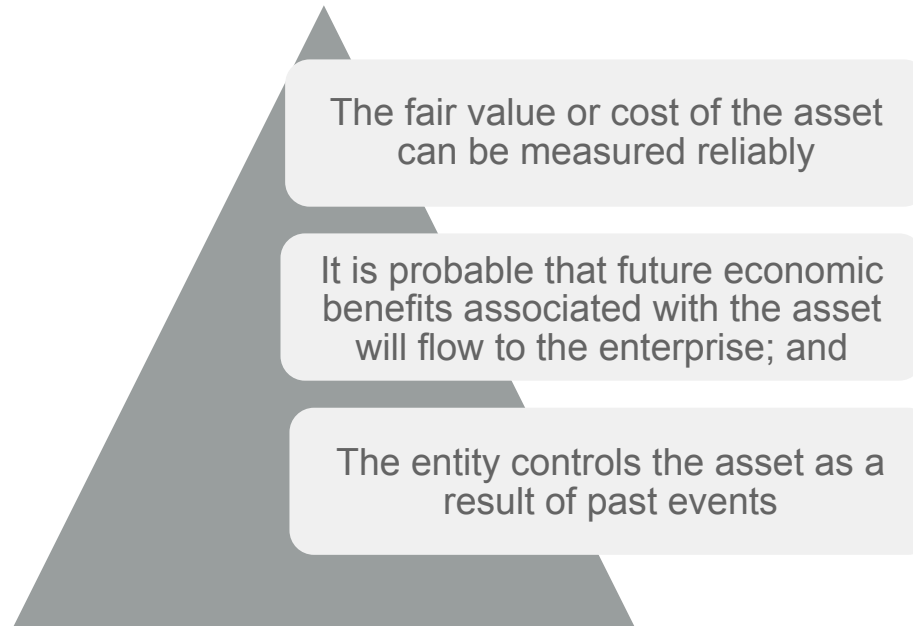 The fair value or cost of the asset
can be measured reliably
It is probable that future economic
benefits associated with the asset
will flow to the enterprise; and
The entity controls the asset as a
result of past events